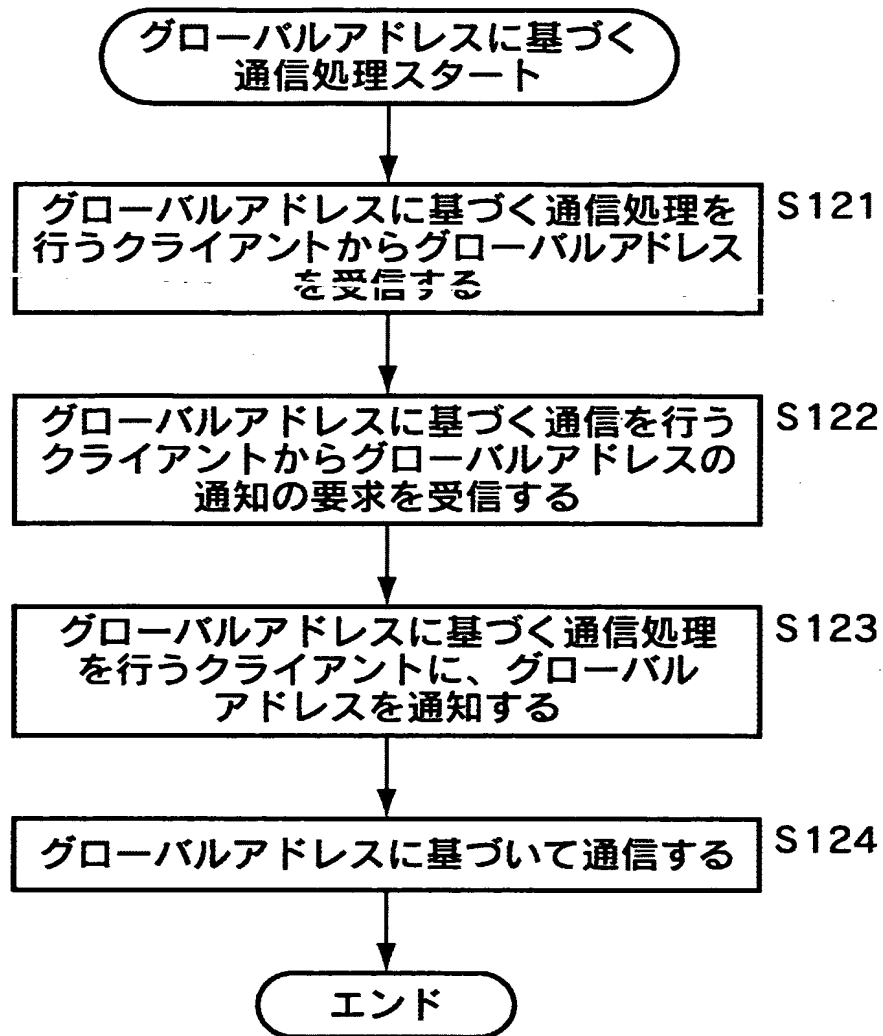 グローバルアドレスに基づく
通信処理スタート
グローバルアドレスに基づく通信処理を
行うクライアントからグローバルアドレス
を受信する
S121
グローバルアドレスに基づく通信を行う
クライアントからグローバルアドレスの
通知の要求を受信する
S122
グローバルアドレスに基づく通信処理
を行うクライアントに、グローバル
アドレスを通知する
S123
グローバルアドレスに基づいて通信する
S124
エンド